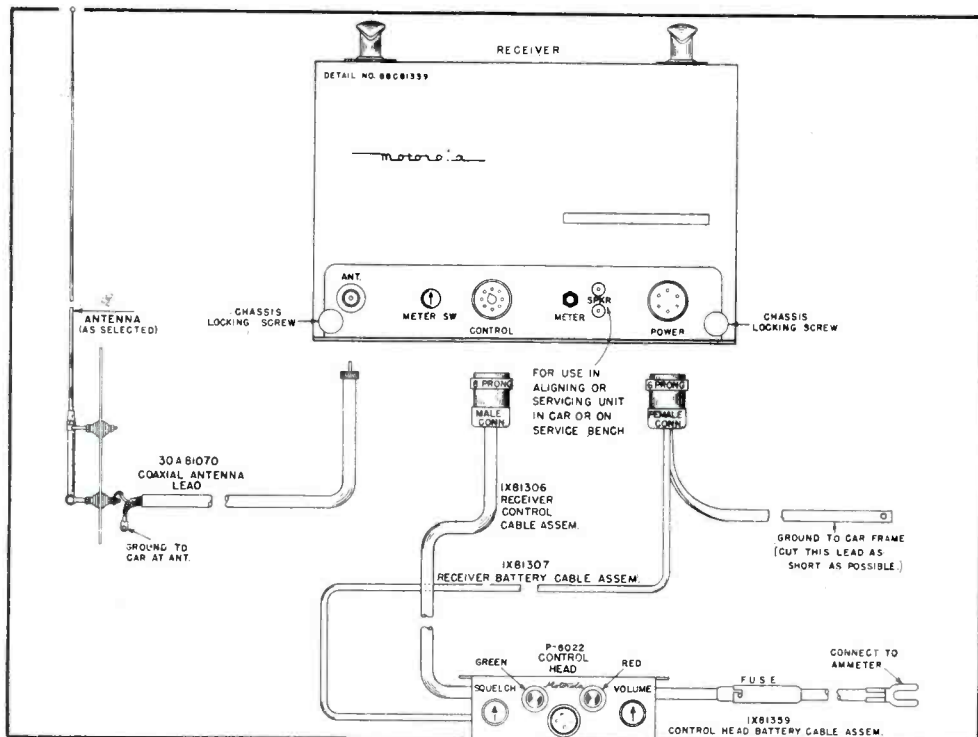 RECEIVER
DETAIL NO. 88C81359
motorola
ANT.
METER SW
CONTROL
METER
SPKR
POWER
CHASSIS
LOCKING SCREW
CHASSIS
LOCKING SCREW
ANTENNA
(AS SELECTED)
FOR USE IN
ALIGNING OR
SERVICING UNIT
IN CAR OR ON
SERVICE BENCH
8 PRONG
MALE
CONN.
6 PRONG
FEMALE
CONN.
30A81070
COAXIAL ANTENNA
LEAD
GROUND TO
CAR AT ANT.
1X81306
RECEIVER
CONTROL
CABLE ASSEM.
GROUND TO CAR FRAME
(CUT THIS LEAD AS
SHORT AS POSSIBLE.)
1X81307
RECEIVER BATTERY CABLE ASSEM.
P-8022
CONTROL
HEAD
GREEN
RED
Motorola
SQUELCH
VOLUME
FUSE
CONNECT TO
AMMETER
1X81359
CONTROL HEAD BATTERY CABLE ASSEM.